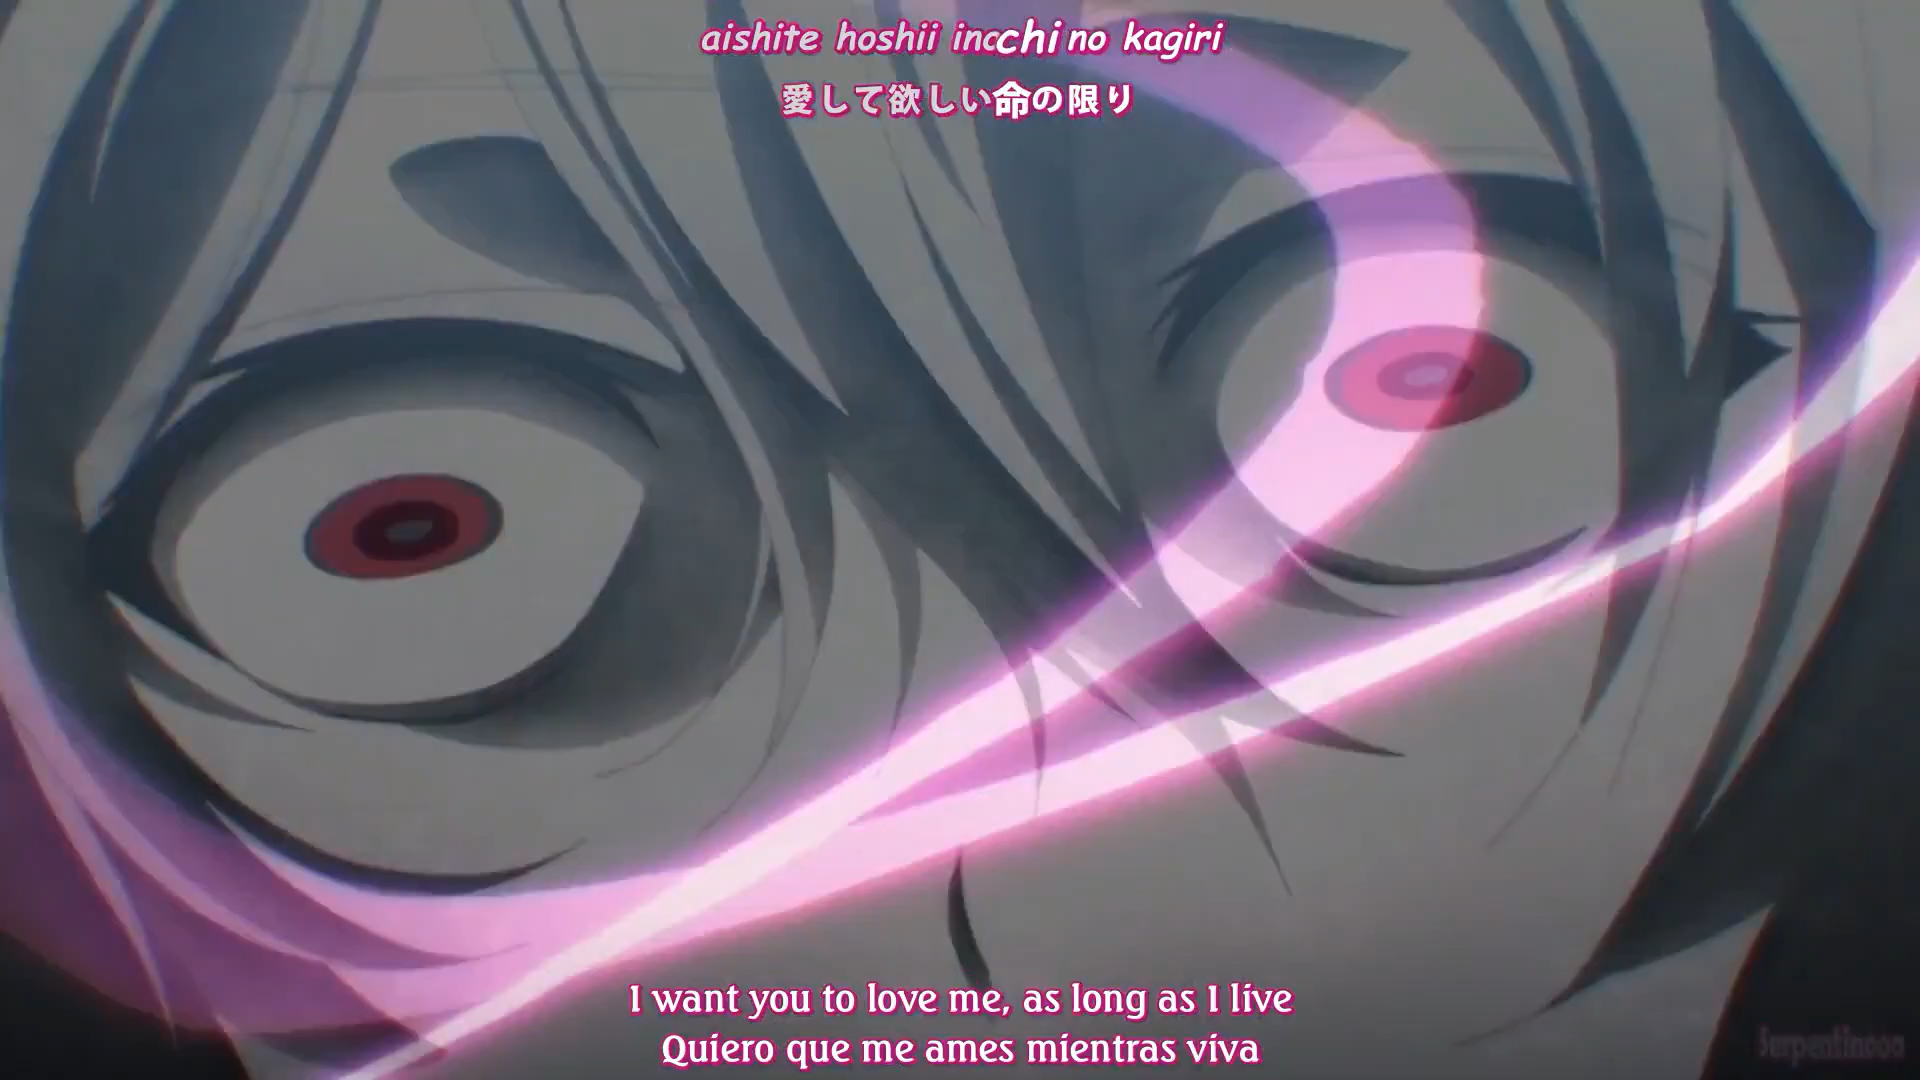 aishite hoshii inochi no kagiri
愛して欲しい命の限り
I want you to love me, as long as I live
Quiero que me ames mientras viva